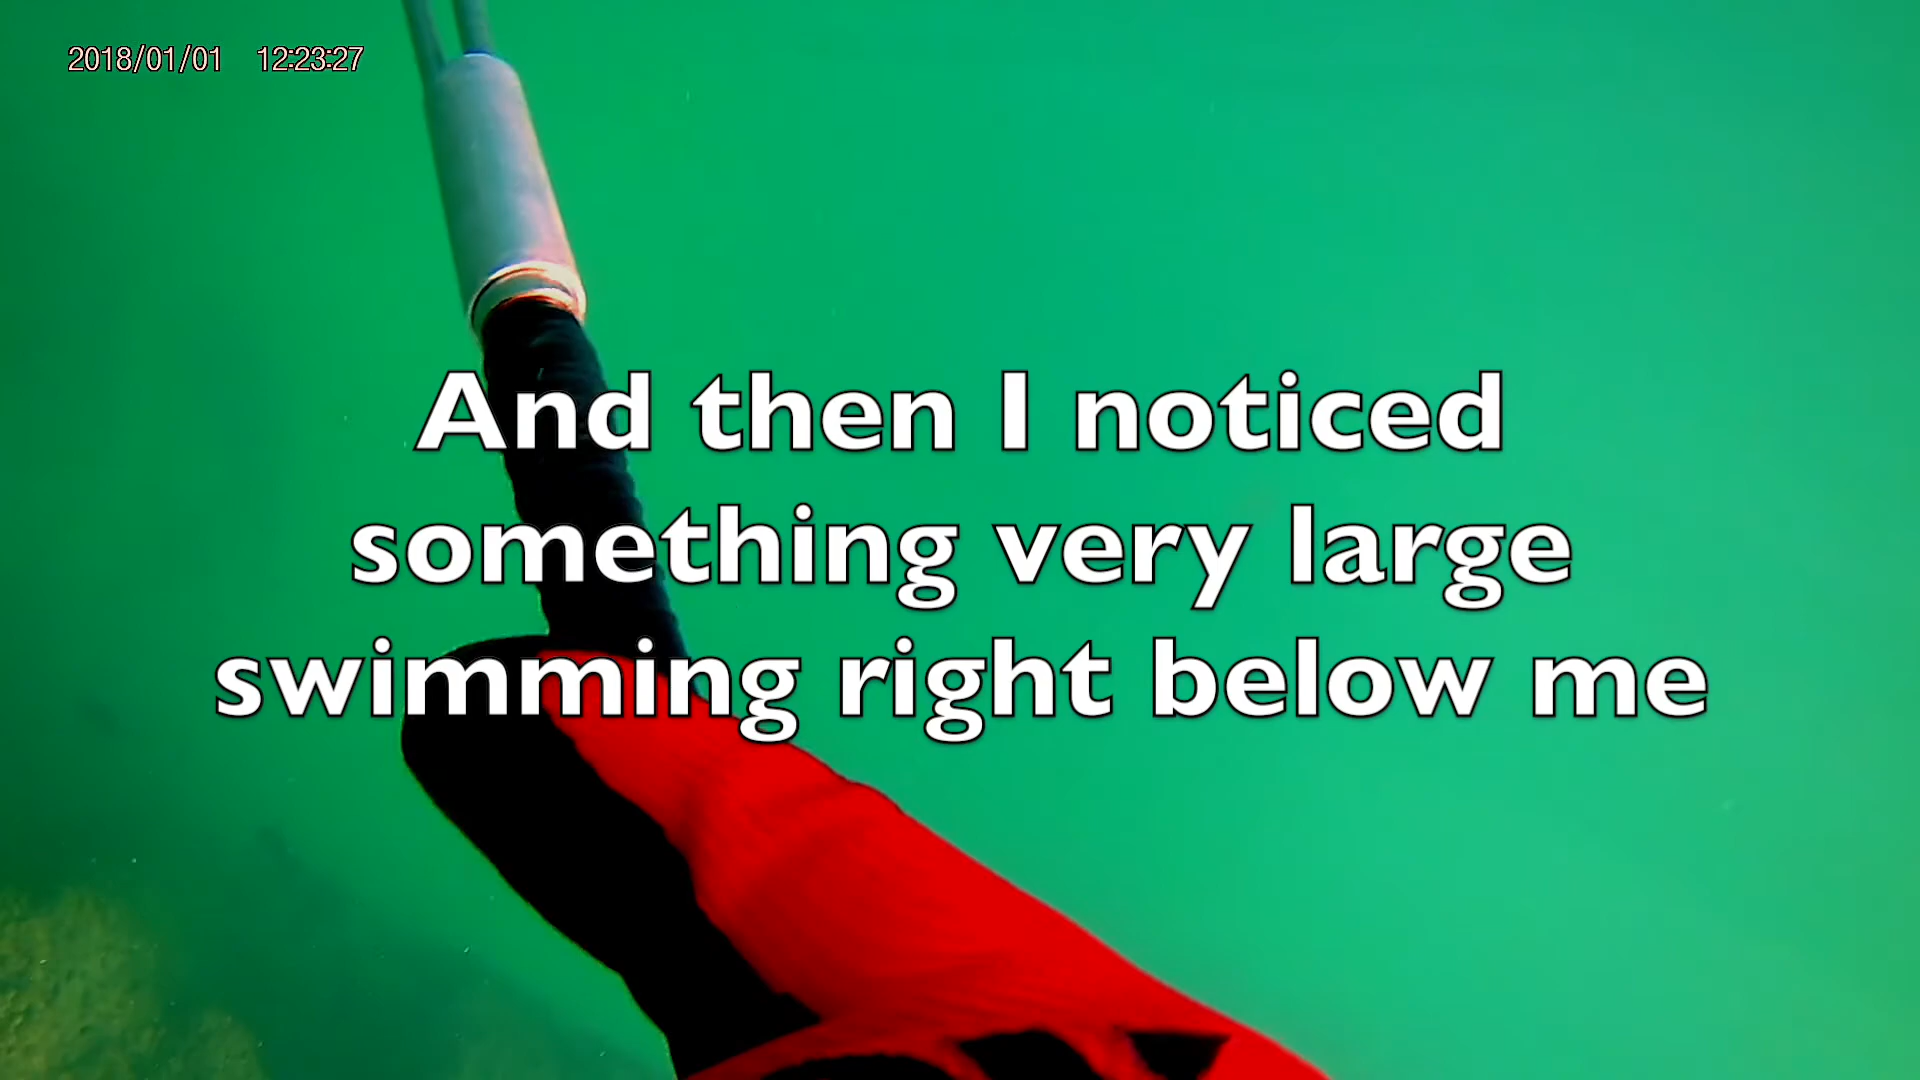 2018/01/01 12:23:27
And then I noticed
something very large
swimming right below me